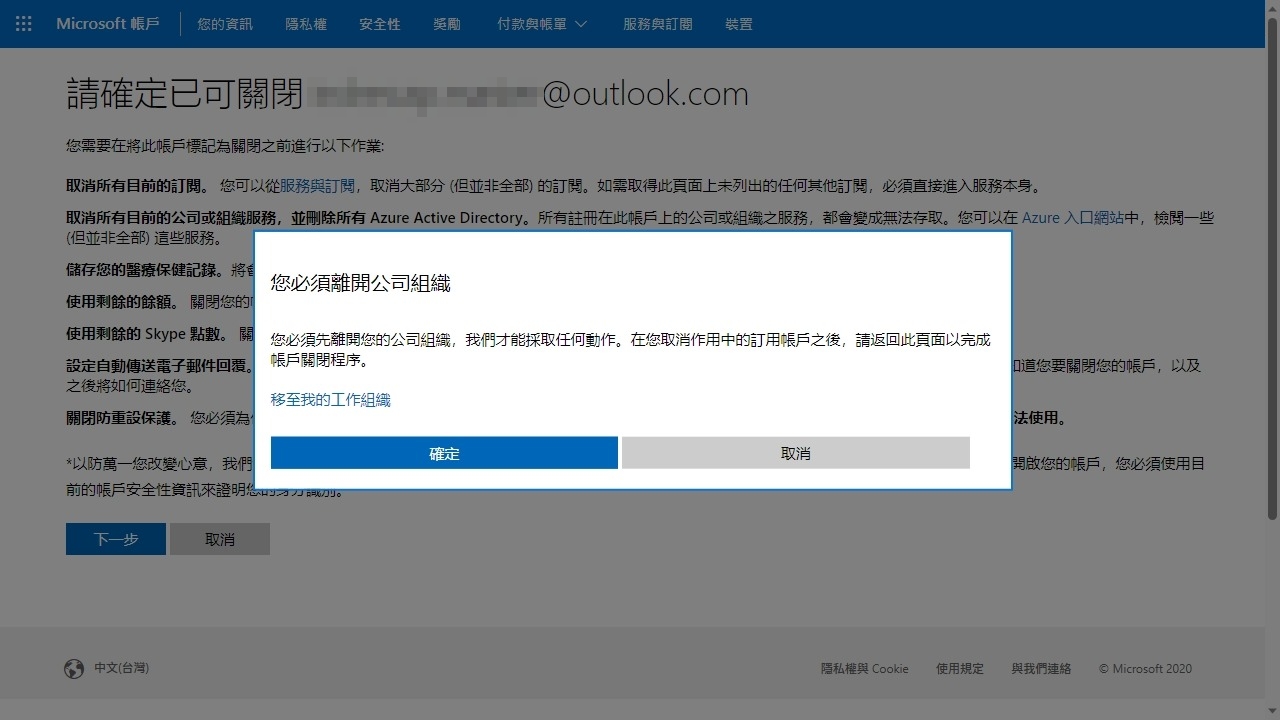 Microsoft 帳戶 您的資訊 隱私權 安全性 獎勵 付款與帳單 服務與訂閱 裝置
請確定已可關閉 @outlook.com
您需要在將此帳戶標記為關閉之前進行以下作業:
取消所有目前的訂閱。 您可以從服務與訂閱，取消大部分 (但並非全部) 的訂閱。如需取得此頁面上未列出的任何其他訂閱，必須直接進入服務本身。
取消所有目前的公司或組織服務，並刪除所有 Azure Active Directory。所有註冊在此帳戶上的公司或組織之服務，都會變成無法存取。您可以在 Azure 入口網站中，檢閱一些
(但並非全部) 這些服務。
儲存您的醫療保健記錄。將
使用剩餘的餘額。 關閉您的
使用剩餘的 Skype 點數。
設定自動傳送電子郵件回覆。 知道您要關閉您的帳戶，以及
之後將如何連絡您。
關閉防重設保護。 您必須為 法使用。
*以防萬一您改變心意，我們 開啟您的帳戶，您必須使用目
前的帳戶安全性資訊來證明您的身分識別。
您必須離開公司組織
您必須先離開您的公司組織，我們才能採取任何動作。在您取消作用中的訂用帳戶之後，請返回此頁面以完成
帳戶關閉程序。
移至我的工作組織
確定 取消
下一步 取消
中文(台灣) 隱私權與 Cookie 使用規定 與我們連絡 © Microsoft 2020